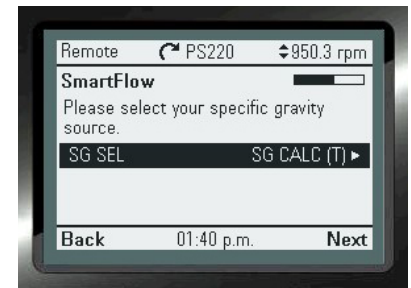 Remote PS220 950.3 rpm
SmartFlow
Please select your specific gravity
source.
SG SEL SG CALC (T)
Back 01:40 p.m. Next